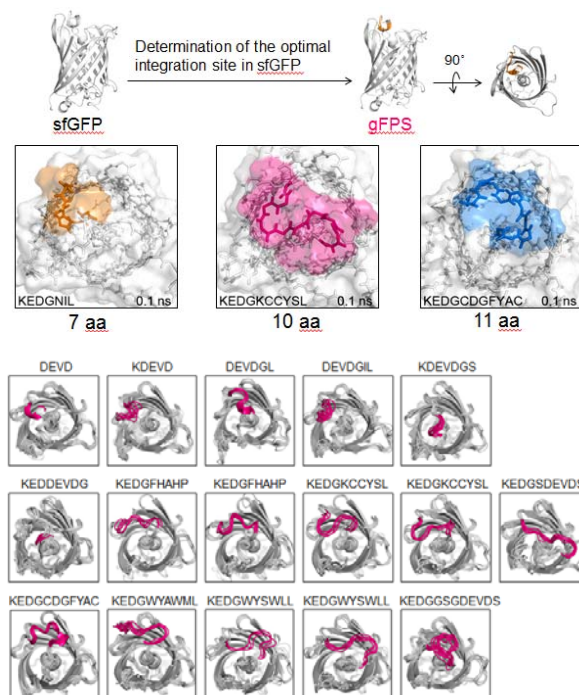 Determination of the optimal
integration site in sfGFP
90°
sfGFP
gFPS
KEDGNIL 0.1 ns
KEDGKCCYSL 0.1 ns
KEDGCDGFYAC 0,1 ns
7 aa
10 aa
11 aa
DEVD
KDEVD
DEVDGL
DEVDGIL
KDEVDGS
KEDDEVDG
KEDGFHAHP
KEDGFHAHP
KEDGKCCYSL
KEDGKCCYSL
KEDGSDEVDS
KEDGCDGFYAC
KEDGWYAWML
KEDGWYSWLL
KEDGWYSWLL
KEDGGSGDEVDS